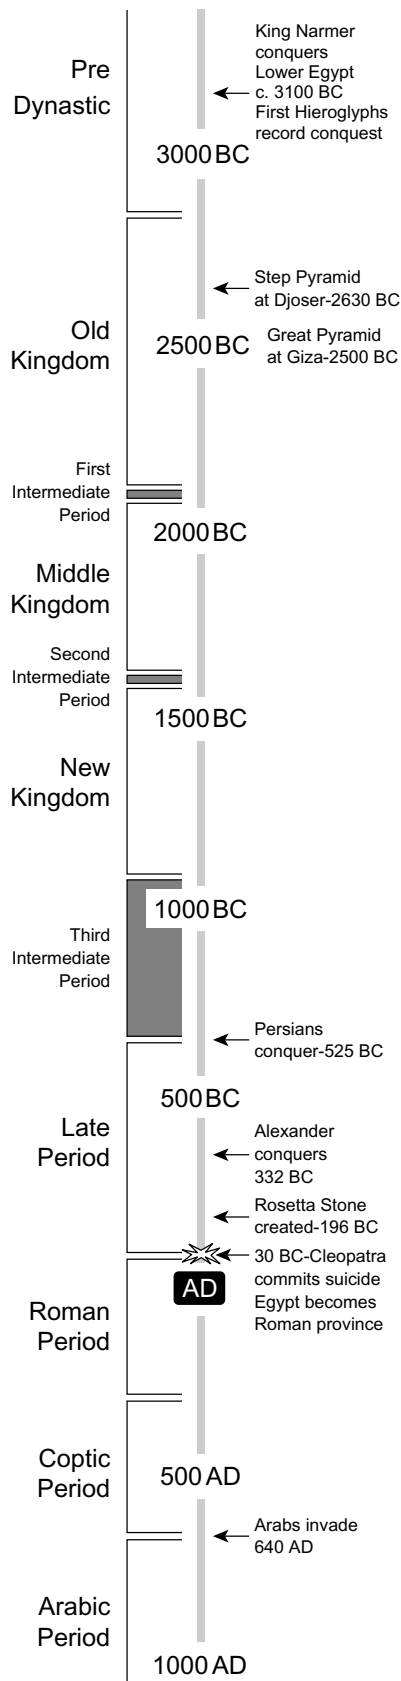 Pre
Dynastic
King Narmer
conquers
Lower Egypt
c. 3100 BC
First Hieroglyphs
record conquest
3000 BC
Step Pyramid
at Djoser-2630 BC
Old
Kingdom
2500 BC
Great Pyramid
at Giza-2500 BC
First
Intermediate
Period
2000 BC
Middle
Kingdom
Second
Intermediate
Period
1500 BC
New
Kingdom
1000 BC
Third
Intermediate
Period
Persians
conquer-525 BC
500 BC
Late
Period
Alexander
conquers
332 BC
Rosetta Stone
created-196 BC
30 BC-Cleopatra
commits suicide
Egypt becomes
Roman province
AD
Roman
Period
Coptic
Period
500 AD
Arabs invade
640 AD
Arabic
Period
1000 AD